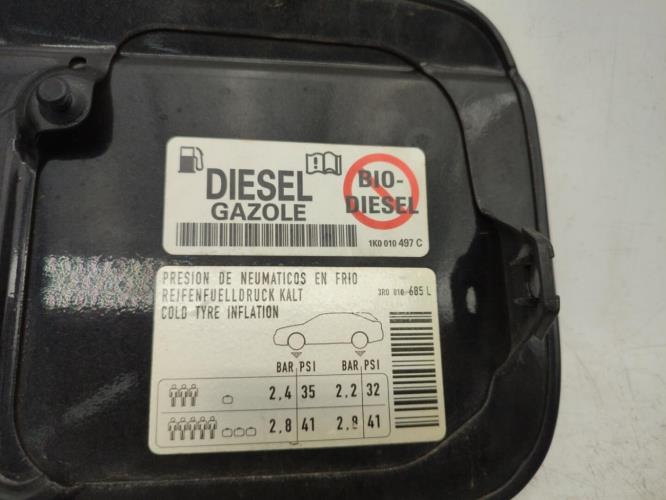 DIESEL
GAZOLE
BIO-
DIESEL
1K0 010 497 C
PRESION DE NEUMATICOS EN FRIO
REIFENFUELLDRUCK KALT
COLD TYRE INFLATION
3R0 010 685 L
BAR PSI BAR PSI
2,4 35 2,2 32
2,8 41 2,8 41